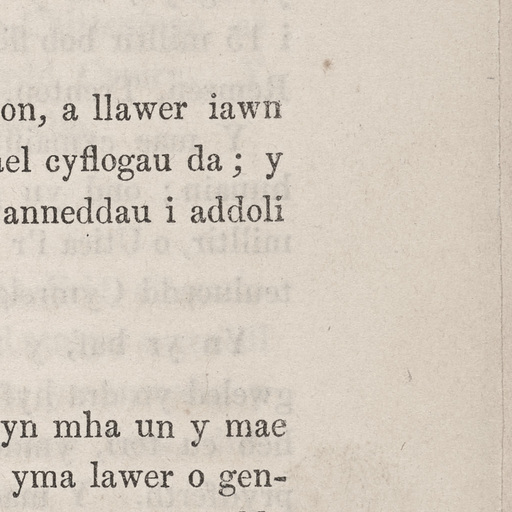 on, a llawer iawn
el cyflogau da ; y
anneddau i addoli
yn mha un y mae
yma lawer o gen-